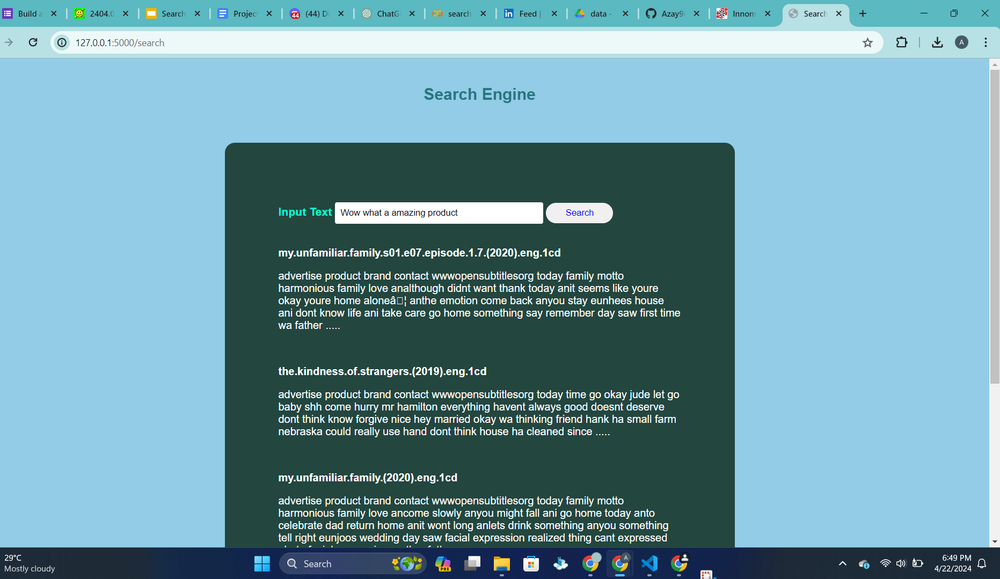 Build a
2404.0
Search
Project
(44) Di
ChatG
search
Feed |
data -
Azay9
Innom
Search
127.0.0.1:5000/search
A
Search Engine
Input Text Wow what a amazing product Search
my.unfamiliar.family.s01.e07.episode.1.7.(2020).eng.1cd
advertise product brand contact wwwopensubtitlesorg today family motto
harmonious family love analthough didnt want thank today anit seems like youre
okay youre home aloneâ□¦ anthe emotion come back anyou stay eunhees house
ani dont know life ani take care go home something say remember day saw first time
wa father .....
the.kindness.of.strangers.(2019).eng.1cd
advertise product brand contact wwwopensubtitlesorg today time go okay jude let go
baby shh come hurry mr hamilton everything havent always good doesnt deserve
dont think know forgive nice hey married okay wa thinking friend hank ha small farm
nebraska could really use hand dont think house ha cleaned since .....
my.unfamiliar.family.(2020).eng.1cd
advertise product brand contact wwwopensubtitlesorg today family motto
harmonious family love ancome slowly anyou might fall ani go home today anto
celebrate dad return home anit wont long anlets drink something anyou something
tell right eunjoos wedding day saw facial expression realized thing cant expressed
29°C
Mostly cloudy
Search
PRE
6:49 PM
4/22/2024